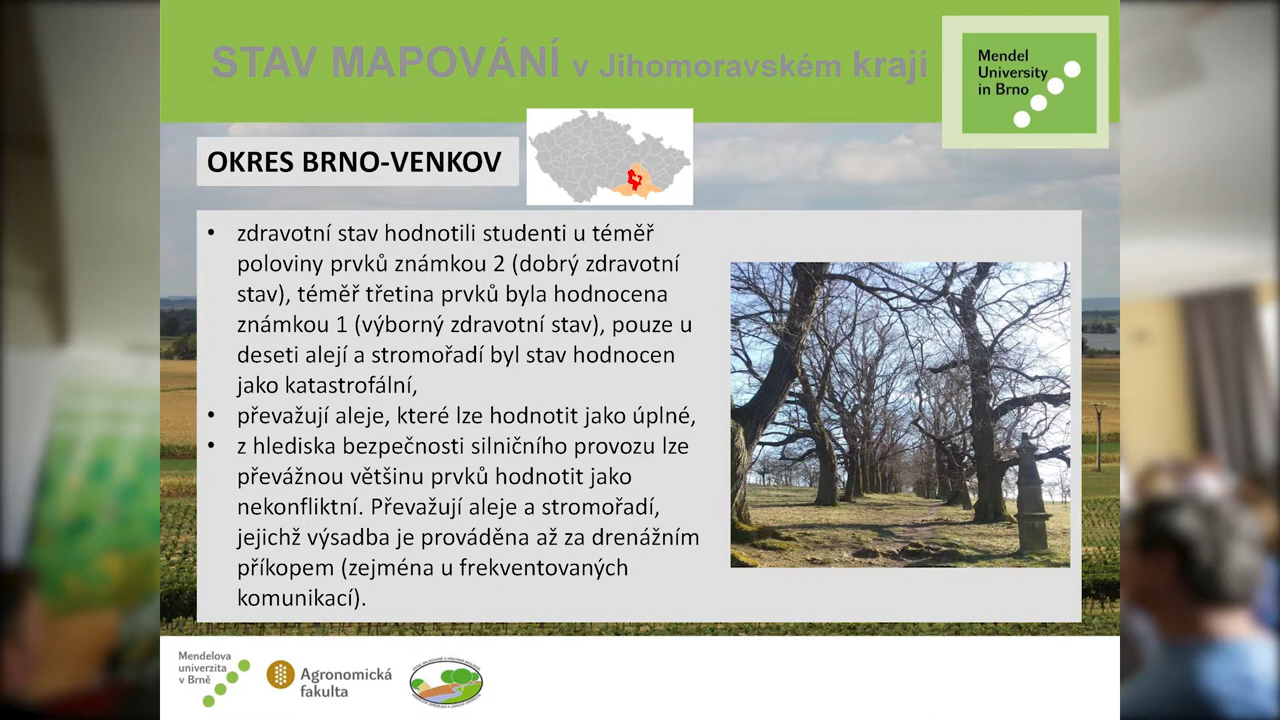 STAV MAPOVÁNÍ v Jihomoravském kraji
Mendel
University
in Brno
OKRES BRNO-VENKOV
• zdravotní stav hodnotili studenti u téměř
poloviny prvků známkou 2 (dobrý zdravotní
stav), téměř třetina prvků byla hodnocena
známkou 1 (výborný zdravotní stav), pouze u
deseti alejí a stromořadí byl stav hodnocen
jako katastrofální,
• převažují aleje, které lze hodnotit jako úplné,
• z hlediska bezpečnosti silničního provozu lze
převážnou většinu prvků hodnotit jako
nekonfliktní. Převažují aleje a stromořadí,
jejichž výsadba je prováděna až za drenážním
příkopem (zejména u frekventovaných
komunikací).
Mendelova
univerzita
v Brně
Agronomická
fakulta